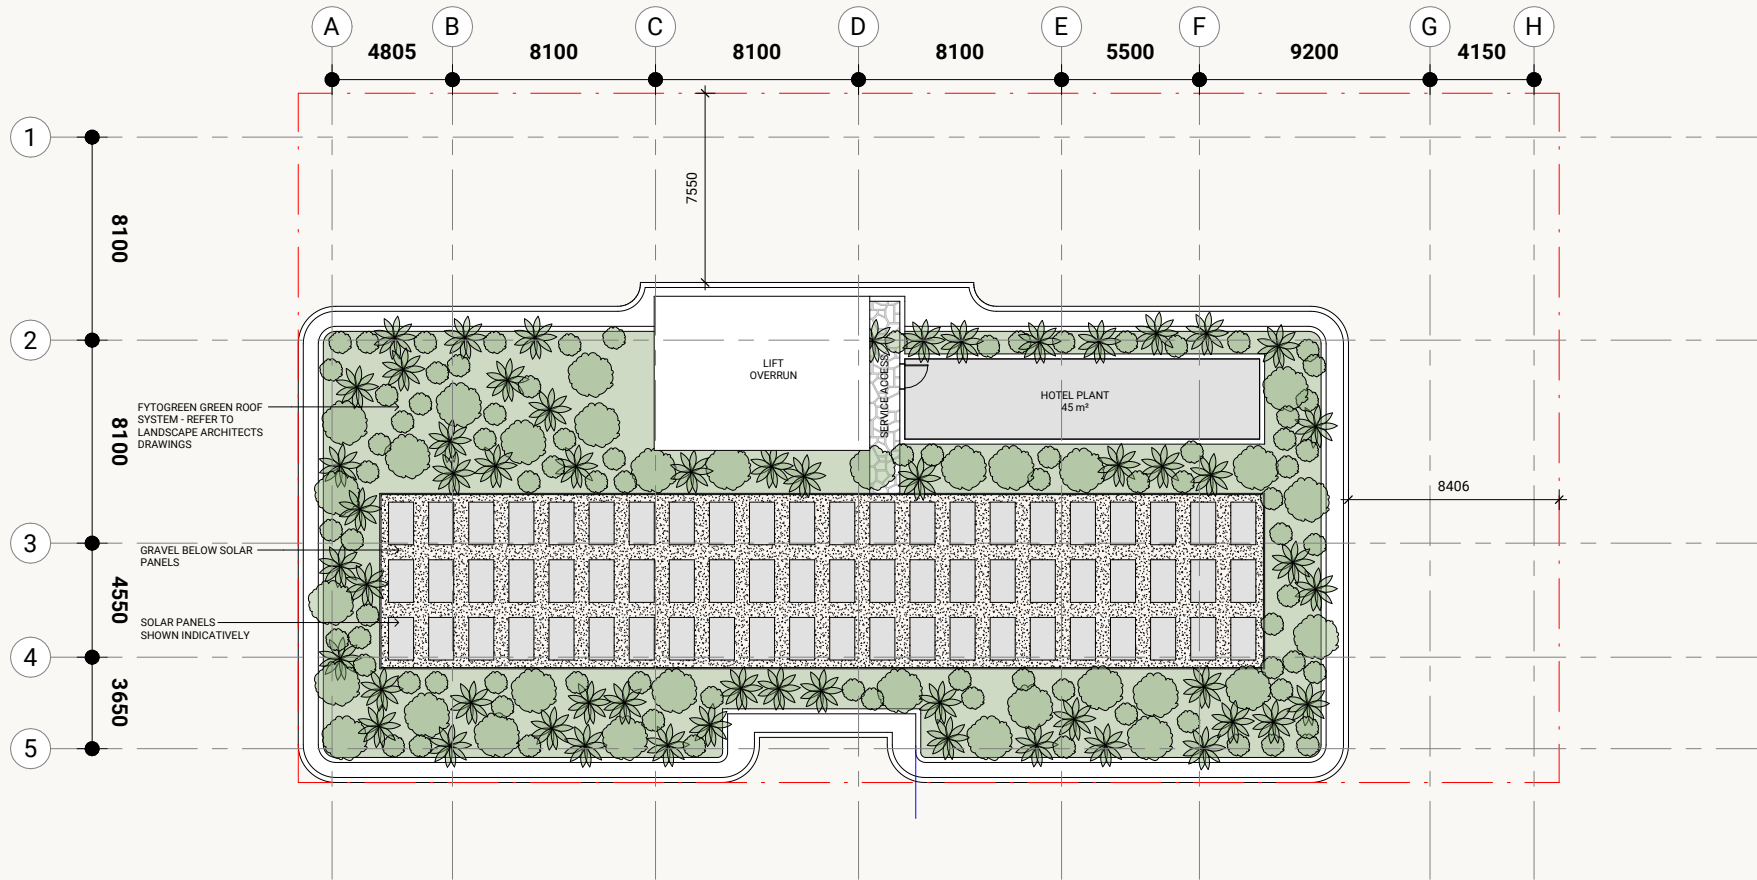 A B C D E F G H
4805 8100 8100 8100 5500 9200 4150
1
7550
8100
2
LIFT
OVERRUN
SERVICE ACCESS
HOTEL PLANT
45 m²
FYTOGREEN GREEN ROOF
SYSTEM - REFER TO
LANDSCAPE ARCHITECTS
DRAWINGS
8100
8406
3
GRAVEL BELOW SOLAR
PANELS
4550
SOLAR PANELS
SHOWN INDICATIVELY
4
3650
5